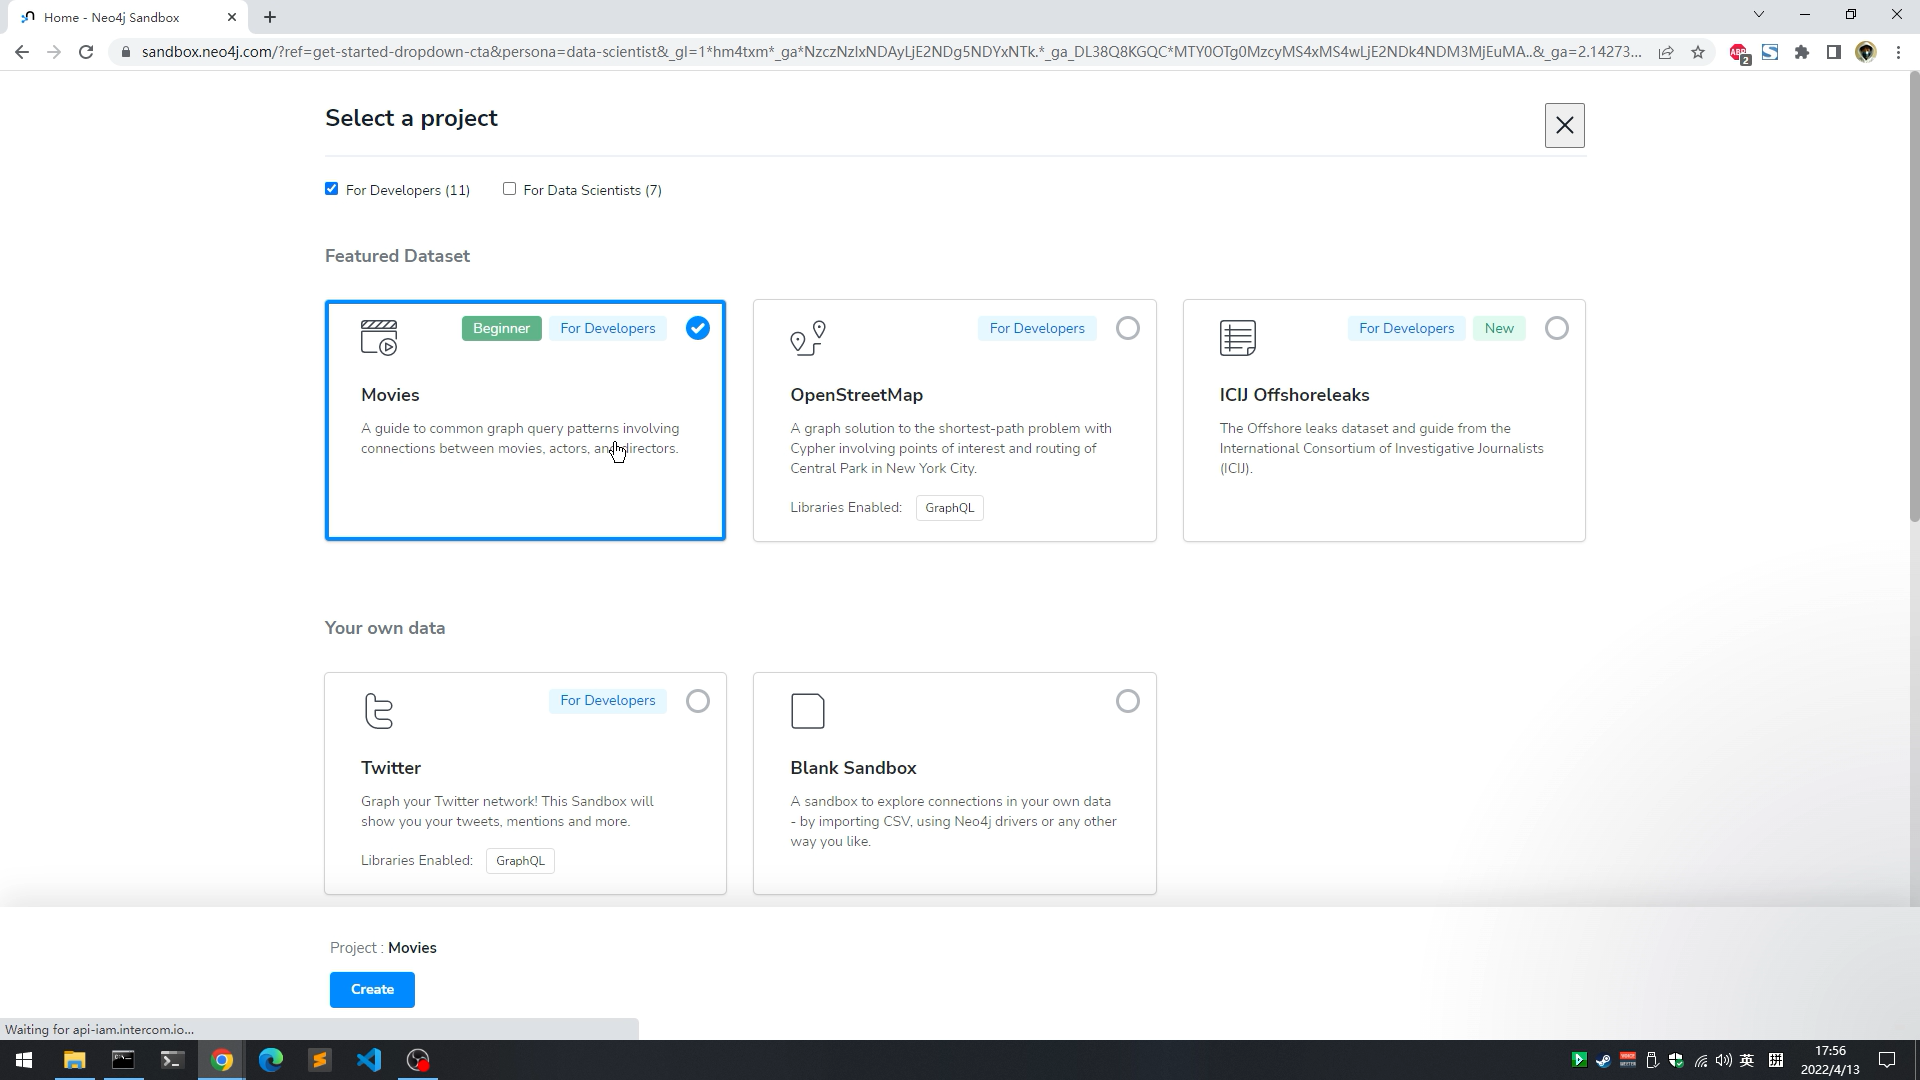 Home - Neo4j Sandbox
sandbox.neo4j.com/?ref=get-started-dropdown-cta&persona=data-scientist&_gl=1*hm4txm*_ga*NzczNzIxNDAyLjE2NDg5NDYxNTk.*_ga_DL38Q8KGQC*MTY0OTg0MzcyMS4xMS4wLjE2NDk4NDM3MjEuMA..&_ga=2.14273...
2
Select a project
For Developers (11)
For Data Scientists (7)
Featured Dataset
Beginner
For Developers
Movies
A guide to common graph query patterns involving
connections between movies, actors, and directors.
For Developers
OpenStreetMap
A graph solution to the shortest-path problem with
Cypher involving points of interest and routing of
Central Park in New York City.
Libraries Enabled:
GraphQL
For Developers
New
ICIJ Offshoreleaks
The Offshore leaks dataset and guide from the
International Consortium of Investigative Journalists
(ICIJ).
Your own data
For Developers
Twitter
Graph your Twitter network! This Sandbox will
show you your tweets, mentions and more.
Libraries Enabled:
GraphQL
Blank Sandbox
A sandbox to explore connections in your own data
- by importing CSV, using Neo4j drivers or any other
way you like.
Project : Movies
Create
Waiting for api-iam.intercom.io...
英
拼
17:56
2022/4/13